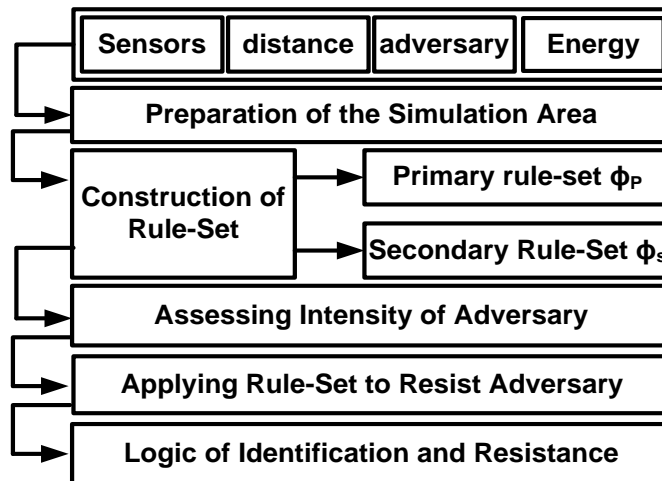 Sensors distance adversary Energy
Preparation of the Simulation Area
Construction of
Rule-Set
Primary rule-set ϕP
Secondary Rule-Set ϕs
Assessing Intensity of Adversary
Applying Rule-Set to Resist Adversary
Logic of Identification and Resistance